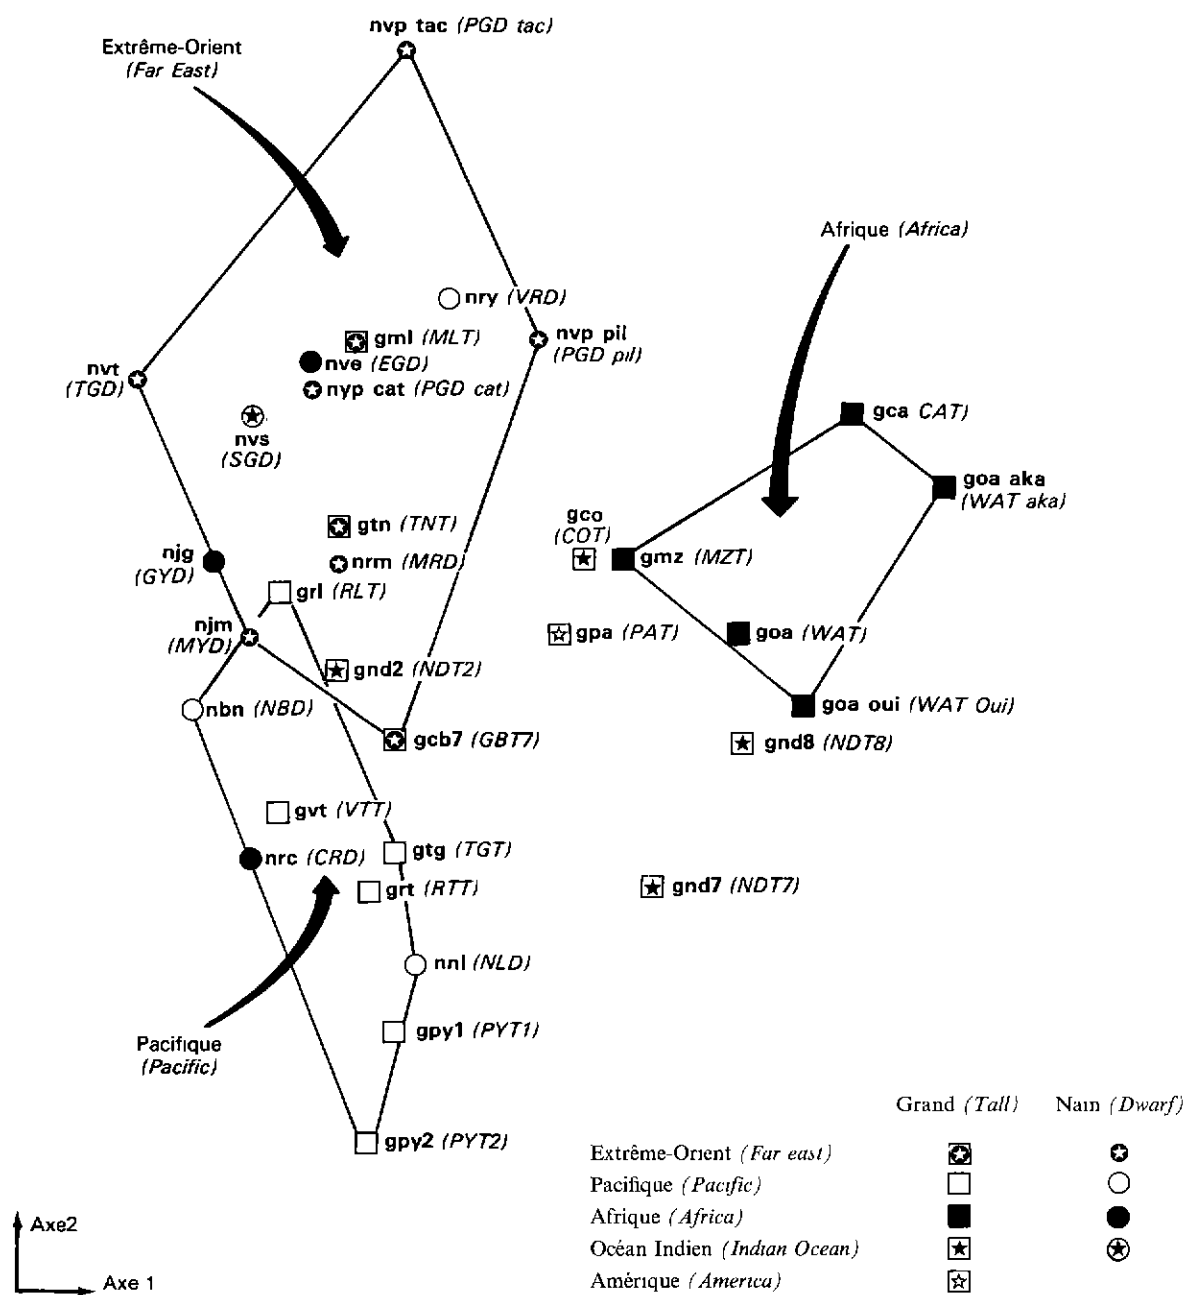 nvp tac (PGD tac)
Extrême-Orient
(Far East)
Afrique (Africa)
nry (VRD)
gml (MLT)
nvp pil
(PGD pil)
nve (EGD)
nvt
(TGD)
nyp cat (PGD cat)
gca CAT)
nvs
(SGD)
goa aka
(WAT aka)
gco
(COT)
gtn (TNT)
njg
(GYD)
nrm (MRD)
gmz (MZT)
grl (RLT)
njm
(MYD)
gpa (PAT)
goa (WAT)
gnd2 (NDT2)
nbn (NBD)
goa oui (WAT Oui)
gcb7 (GBT7)
gnd8 (NDT8)
gvt (VTT)
nrc (CRD)
gtg (TGT)
grt (RTT)
gnd7 (NDT7)
nnl (NLD)
gpy1 (PYT1)
Pacifique
(Pacific)
gpy2 (PYT2)
Grand (Tall) Nain (Dwarf)
Extrême-Orient (Far east)
Pacifique (Pacific)
Afrique (Africa)
Océan Indien (Indian Ocean)
Amérique (America)
Axe2
Axe 1